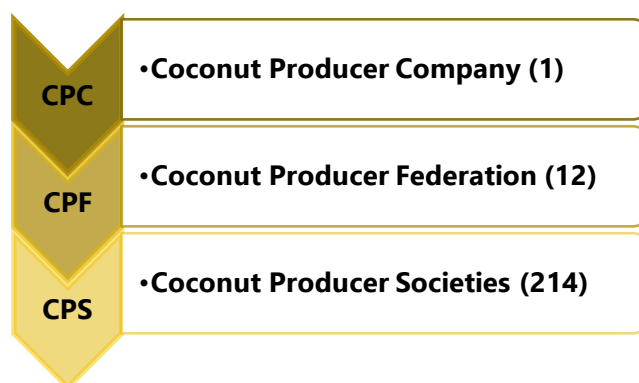 CPC
•Coconut Producer Company (1)
CPF
•Coconut Producer Federation (12)
CPS
•Coconut Producer Societies (214)